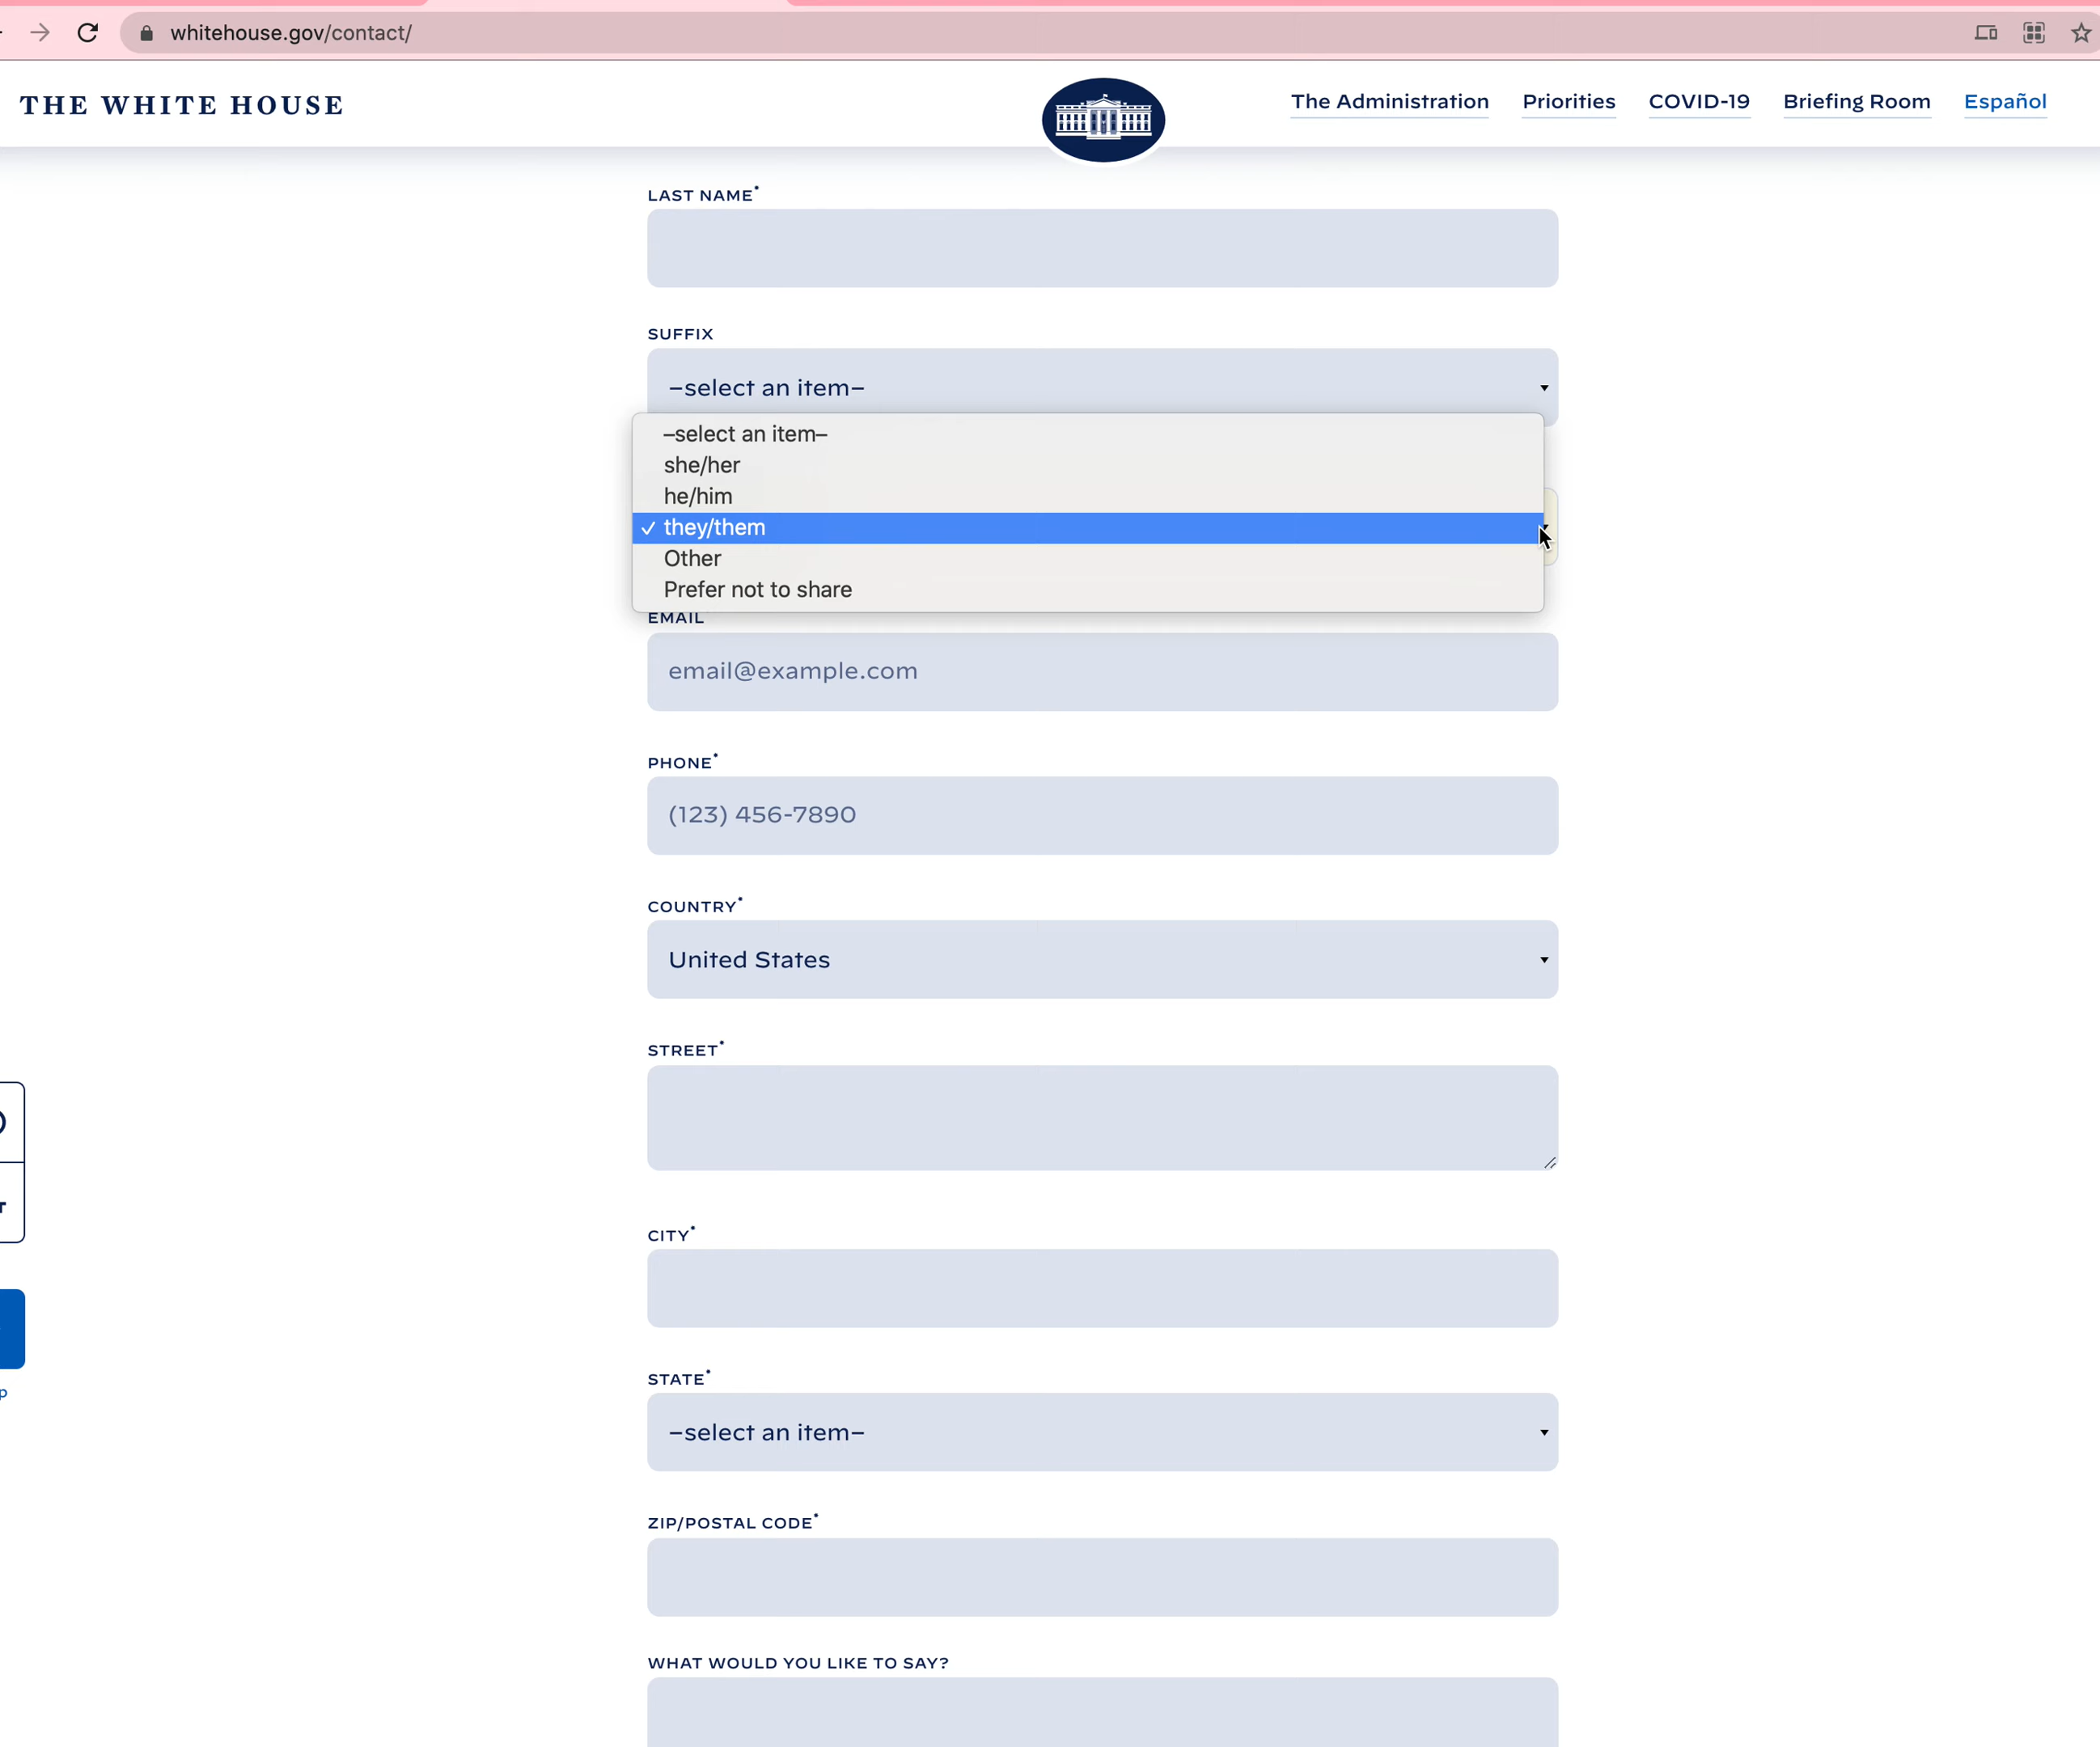 whitehouse.gov/contact/
THE WHITE HOUSE
The Administration Priorities COVID-19 Briefing Room Español
LAST NAME*
SUFFIX
–select an item–
–select an item–
she/her
he/him
✓ they/them
Other
Prefer not to share
EMAIL
email@example.com
PHONE*
(123) 456-7890
COUNTRY*
United States
STREET*
CITY*
STATE*
–select an item–
ZIP/POSTAL CODE*
WHAT WOULD YOU LIKE TO SAY?